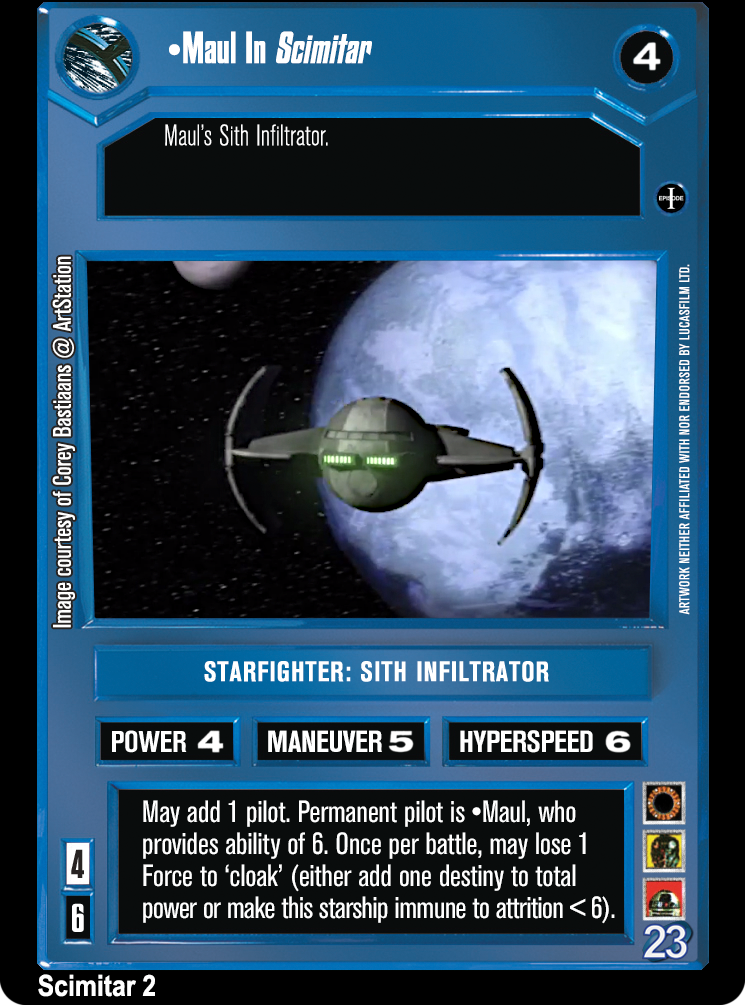 •Maul In Scimitar
4
Maul's Sith Infiltrator.
EPISODE
I
Image courtesy of Corey Bastiaans @ ArtStation
ARTWORK NEITHER AFFILIATED WITH NOR ENDORSED BY LUCASFILM LTD.
STARFIGHTER: SITH INFILTRATOR
POWER 4
MANEUVER 5
HYPERSPEED 6
May add 1 pilot. Permanent pilot is •Maul, who
provides ability of 6. Once per battle, may lose 1
Force to ‘cloak’ (either add one destiny to total
power or make this starship immune to attrition < 6).
4
6
23
Scimitar 2